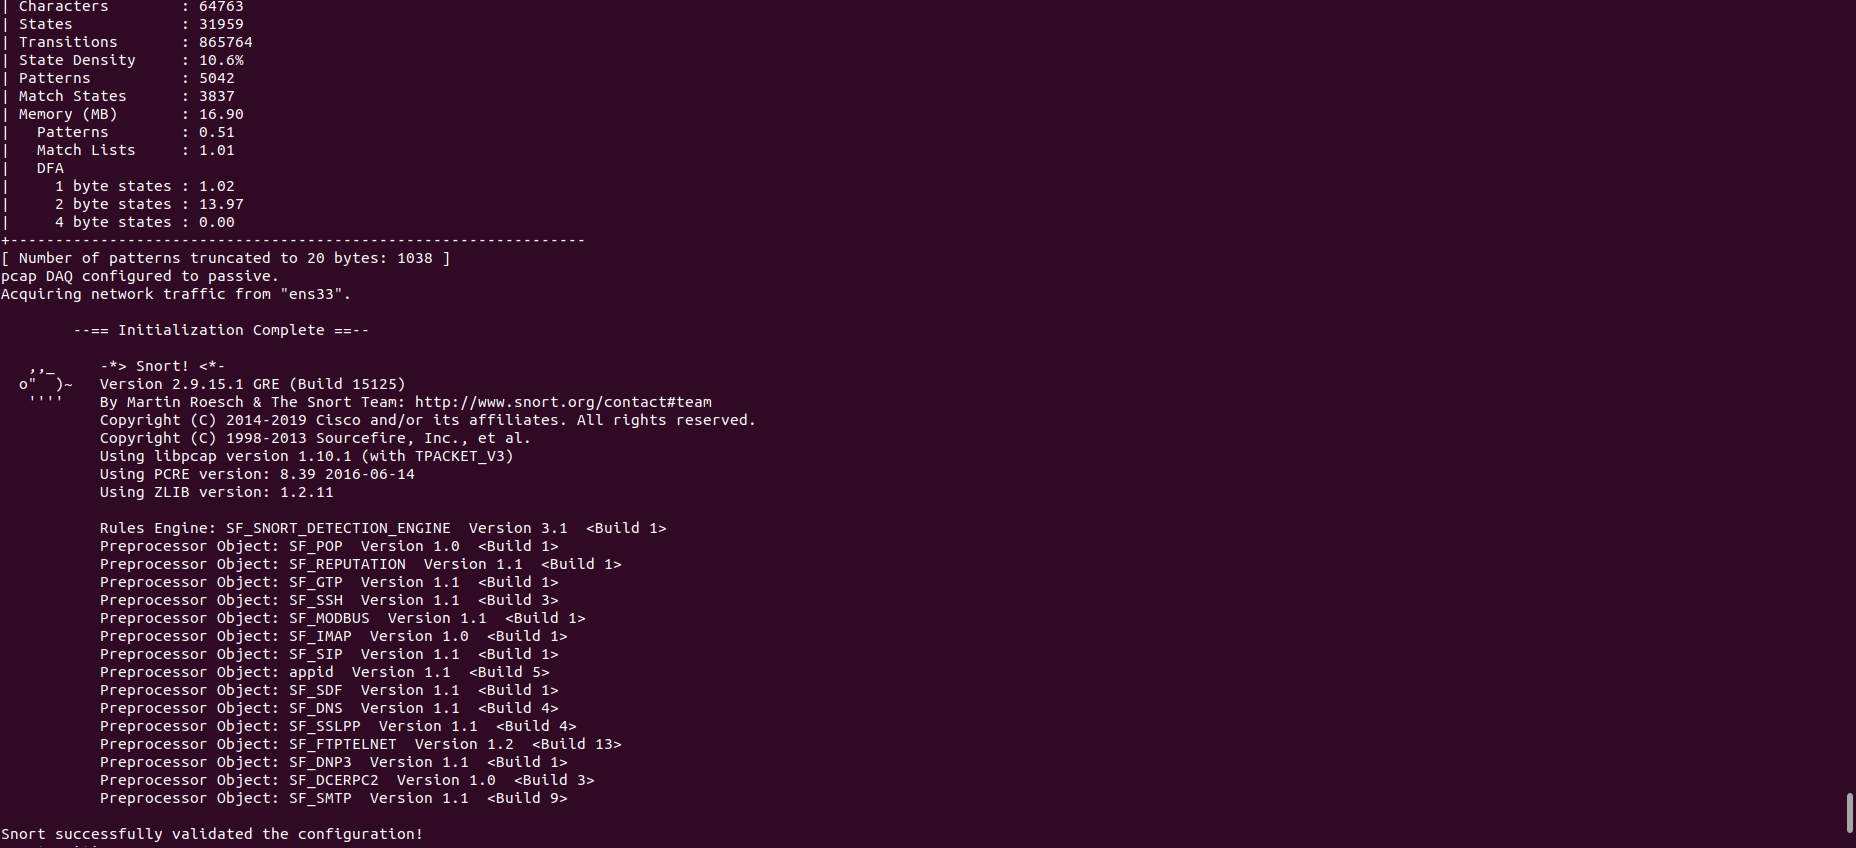 | Characters        : 64763
| States            : 31959
| Transitions       : 865764
| State Density     : 10.6%
| Patterns          : 5042
| Match States      : 3837
| Memory (MB)       : 16.90
|   Patterns        : 0.51
|   Match Lists     : 1.01
|   DFA
|     1 byte states : 1.02
|     2 byte states : 13.97
|     4 byte states : 0.00
+----------------------------------------------------------------
[ Number of patterns truncated to 20 bytes: 1038 ]
pcap DAQ configured to passive.
Acquiring network traffic from "ens33".

        --== Initialization Complete ==--

   ,,_     -*> Snort! <*-
  o"  )~   Version 2.9.15.1 GRE (Build 15125)
   ''''    By Martin Roesch & The Snort Team: http://www.snort.org/contact#team
           Copyright (C) 2014-2019 Cisco and/or its affiliates. All rights reserved.
           Copyright (C) 1998-2013 Sourcefire, Inc., et al.
           Using libpcap version 1.10.1 (with TPACKET_V3)
           Using PCRE version: 8.39 2016-06-14
           Using ZLIB version: 1.2.11

           Rules Engine: SF_SNORT_DETECTION_ENGINE  Version 3.1  <Build 1>
           Preprocessor Object: SF_POP  Version 1.0  <Build 1>
           Preprocessor Object: SF_REPUTATION  Version 1.1  <Build 1>
           Preprocessor Object: SF_GTP  Version 1.1  <Build 1>
           Preprocessor Object: SF_SSH  Version 1.1  <Build 3>
           Preprocessor Object: SF_MODBUS  Version 1.1  <Build 1>
           Preprocessor Object: SF_IMAP  Version 1.0  <Build 1>
           Preprocessor Object: SF_SIP  Version 1.1  <Build 1>
           Preprocessor Object: appid  Version 1.1  <Build 5>
           Preprocessor Object: SF_SDF  Version 1.1  <Build 1>
           Preprocessor Object: SF_DNS  Version 1.1  <Build 4>
           Preprocessor Object: SF_SSLPP  Version 1.1  <Build 4>
           Preprocessor Object: SF_FTPTELNET  Version 1.2  <Build 13>
           Preprocessor Object: SF_DNP3  Version 1.1  <Build 1>
           Preprocessor Object: SF_DCERPC2  Version 1.0  <Build 3>
           Preprocessor Object: SF_SMTP  Version 1.1  <Build 9>

Snort successfully validated the configuration!